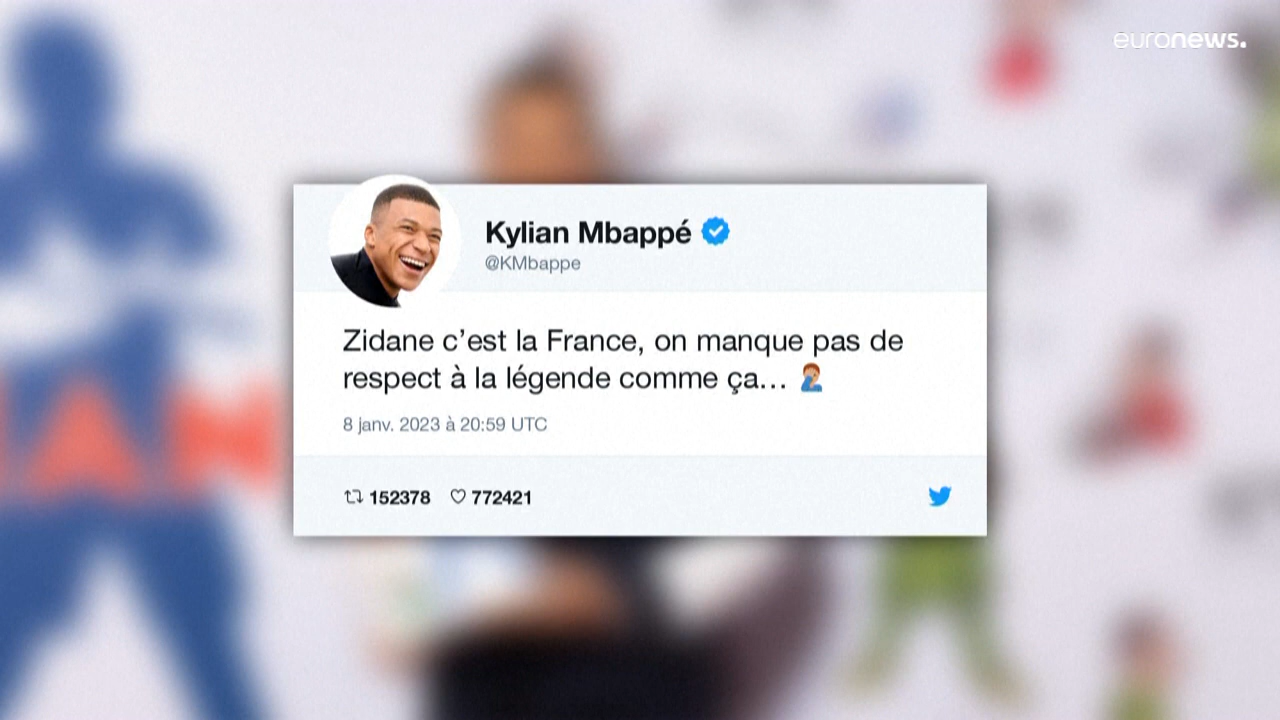 euronews.
Kylian Mbappé
@KMbappe
Zidane c’est la France, on manque pas de
respect à la légende comme ça… 🤦🏽‍♂️
8 janv. 2023 à 20:59 UTC
152378 772421